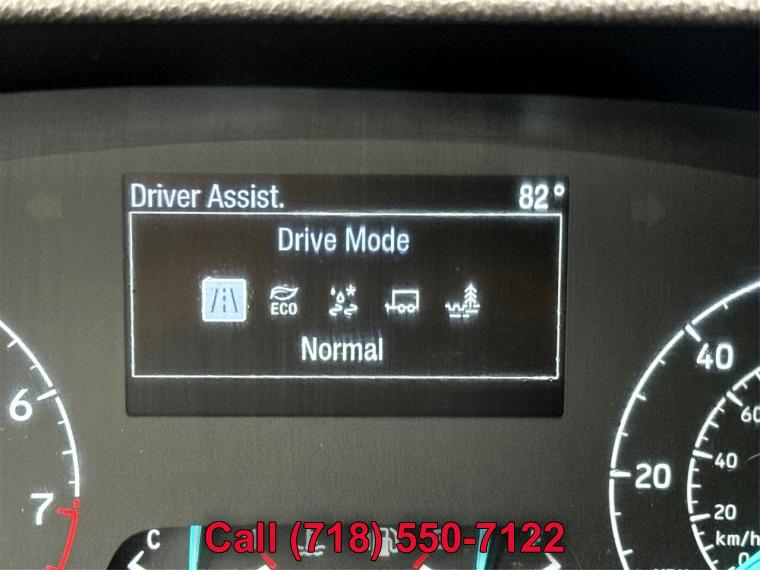 Driver Assist. 82°
Drive Mode
ECO
Normal
40
60
6
40
20
7
20
km/h
0
C
Call (718) 550-7122